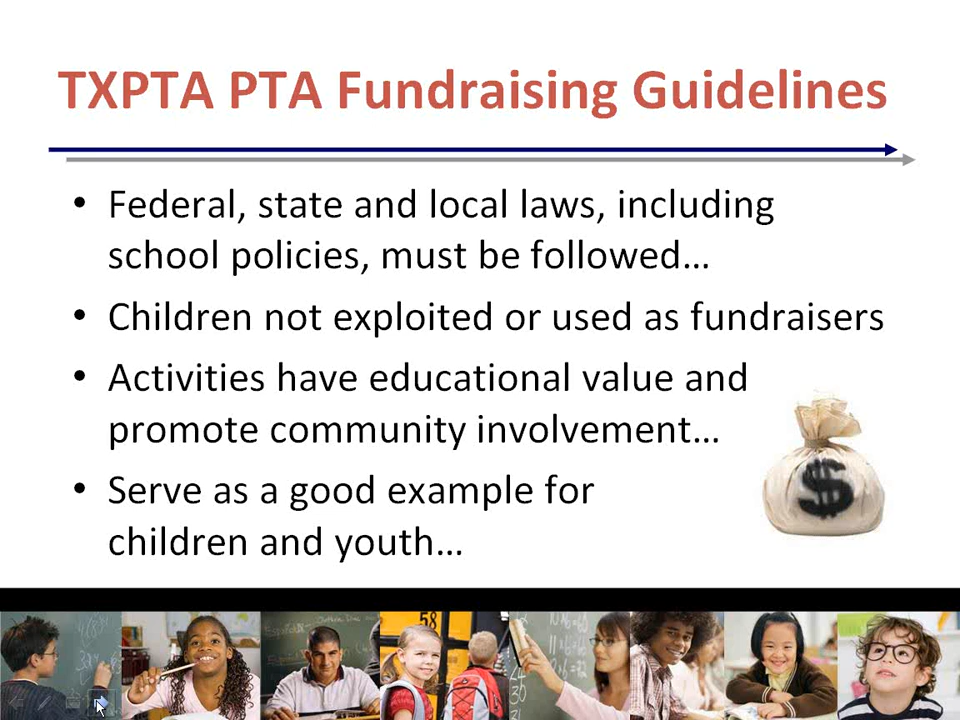 TXPTA PTA Fundraising Guidelines
• Federal, state and local laws, including
school policies, must be followed…
• Children not exploited or used as fundraisers
• Activities have educational value and
promote community involvement…
$
• Serve as a good example for
children and youth…
58